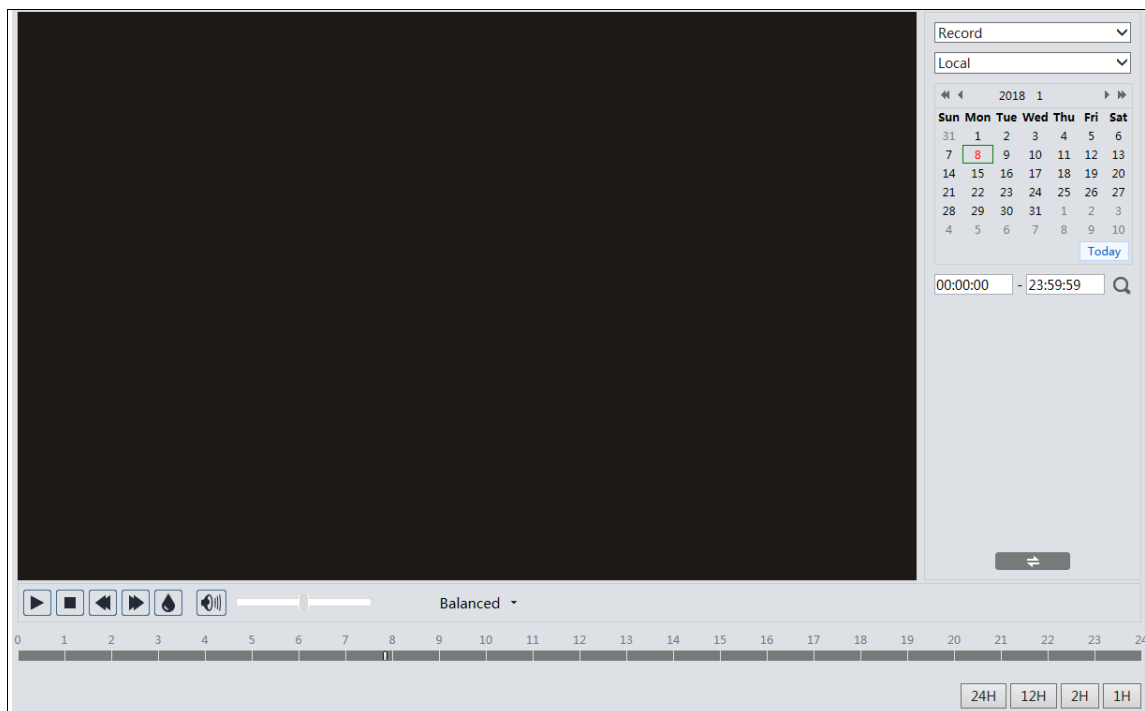 Record
Local
2018 1
Sun Mon Tue Wed Thu Fri Sat
31 1 2 3 4 5 6
7 8 9 10 11 12 13
14 15 16 17 18 19 20
21 22 23 24 25 26 27
28 29 30 31 1 2 3
4 5 6 7 8 9 10
Today
00:00:00 - 23:59:59
Balanced
0 1 2 3 4 5 6 7 8 9 10 11 12 13 14 15 16 17 18 19 20 21 22 23 24
24H 12H 2H 1H